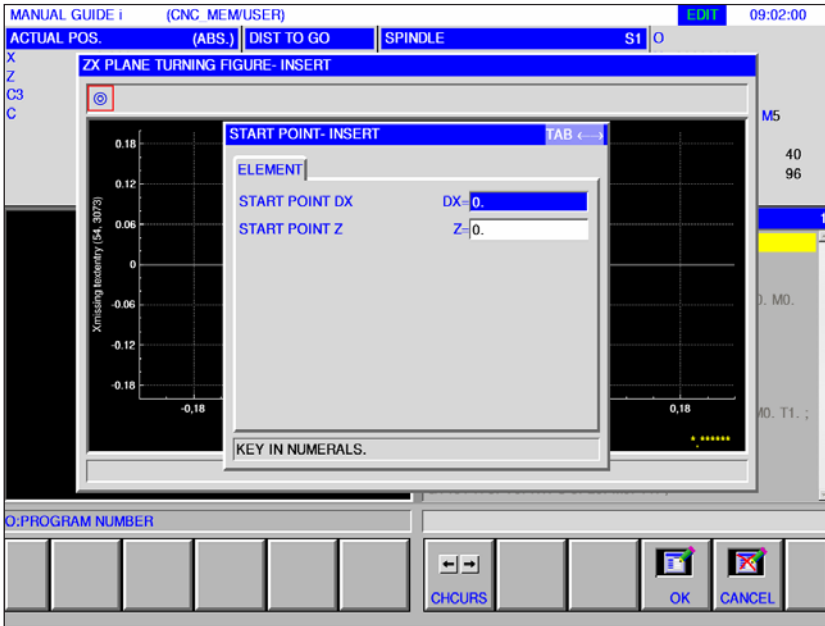 MANUAL GUIDE i (CNC_MEM/USER) EDIT 09:02:00
ACTUAL POS. (ABS.) DIST TO GO SPINDLE S1 O
X
Z
C3
C
M5
40
96
ZX PLANE TURNING FIGURE- INSERT
START POINT- INSERT TAB ⟷
ELEMENT
START POINT DX DX= 0.
START POINT Z Z= 0.
KEY IN NUMERALS.
Xmissing textentry (54, 3073)
0.18
0.12
0.06
0
-0.06
-0.12
-0.18
-0,18 0,18
*.******
1
0. M0.
M0. T1. ;
O:PROGRAM NUMBER
CHCURS OK CANCEL